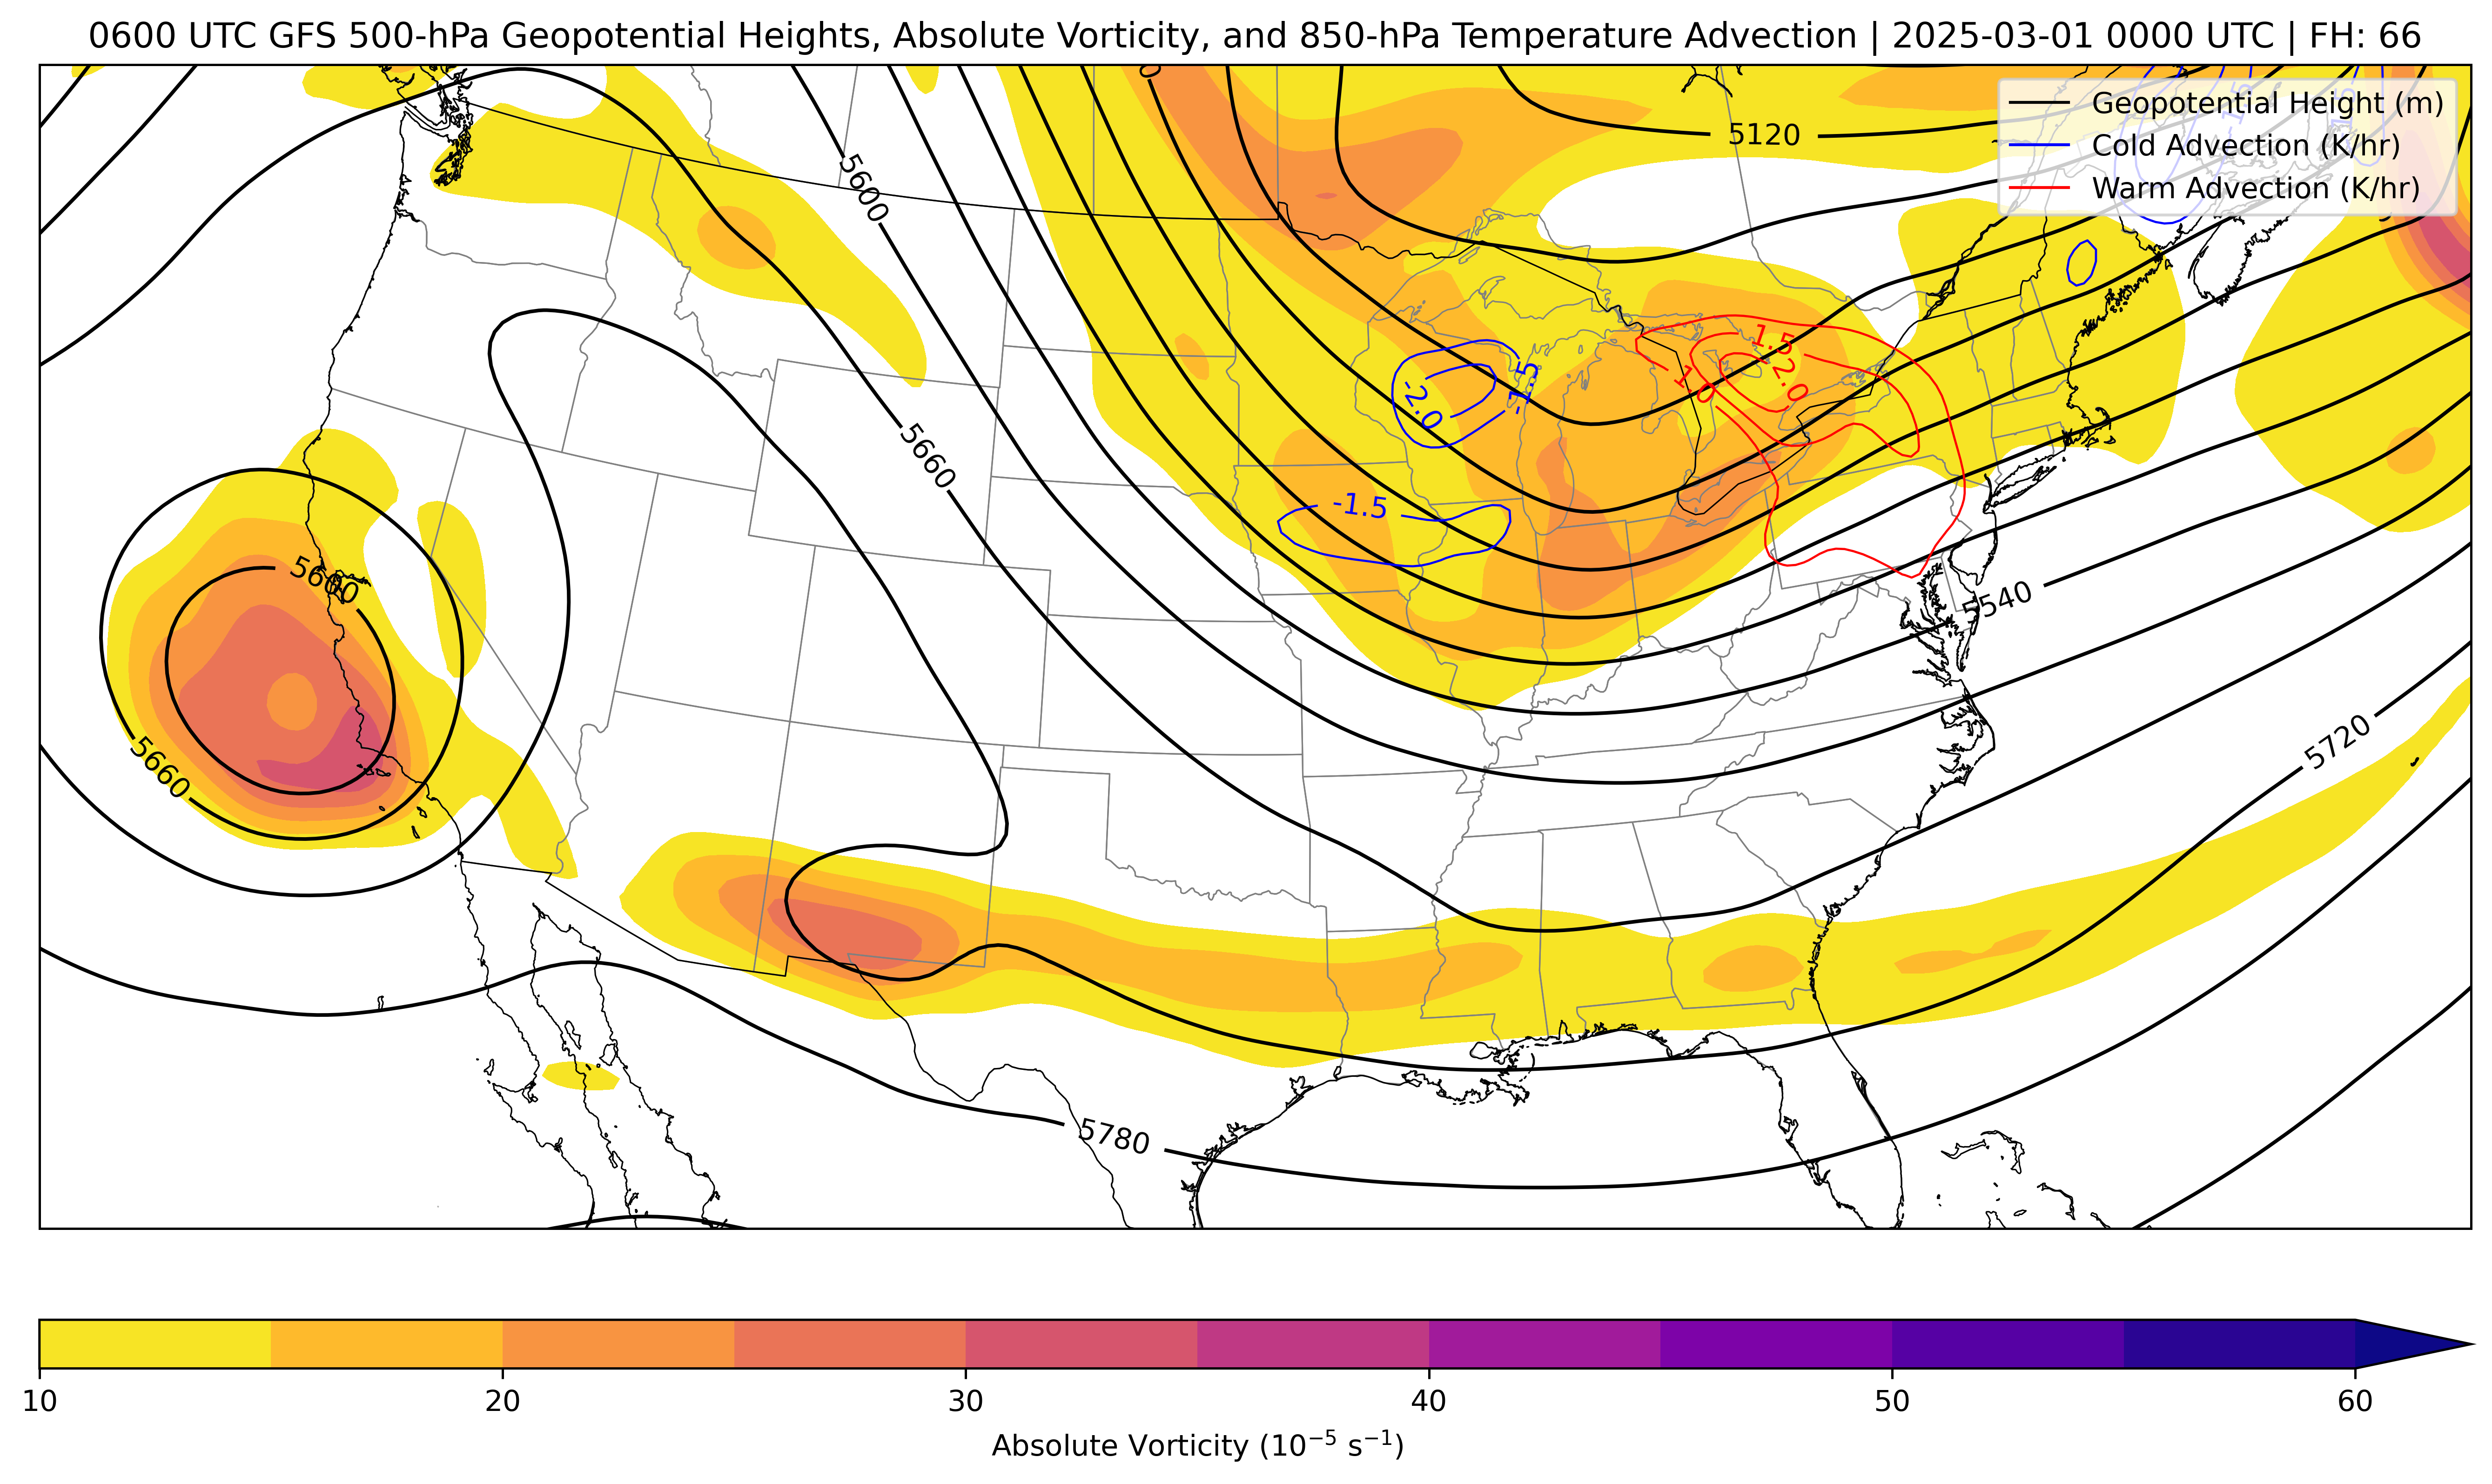 0600 UTC GFS 500-hPa Geopotential Heights, Absolute Vorticity, and 850-hPa Temperature Advection | 2025-03-01 0000 UTC | FH: 66
Geopotential Height (m)
Cold Advection (K/hr)
Warm Advection (K/hr)
5120
5600
5660
5600
5660
-2.0
-1.5
-1.5
1.5
1.0
2.0
5540
5720
5780
10 20 30 40 50 60
Absolute Vorticity (10⁻⁵ s⁻¹)